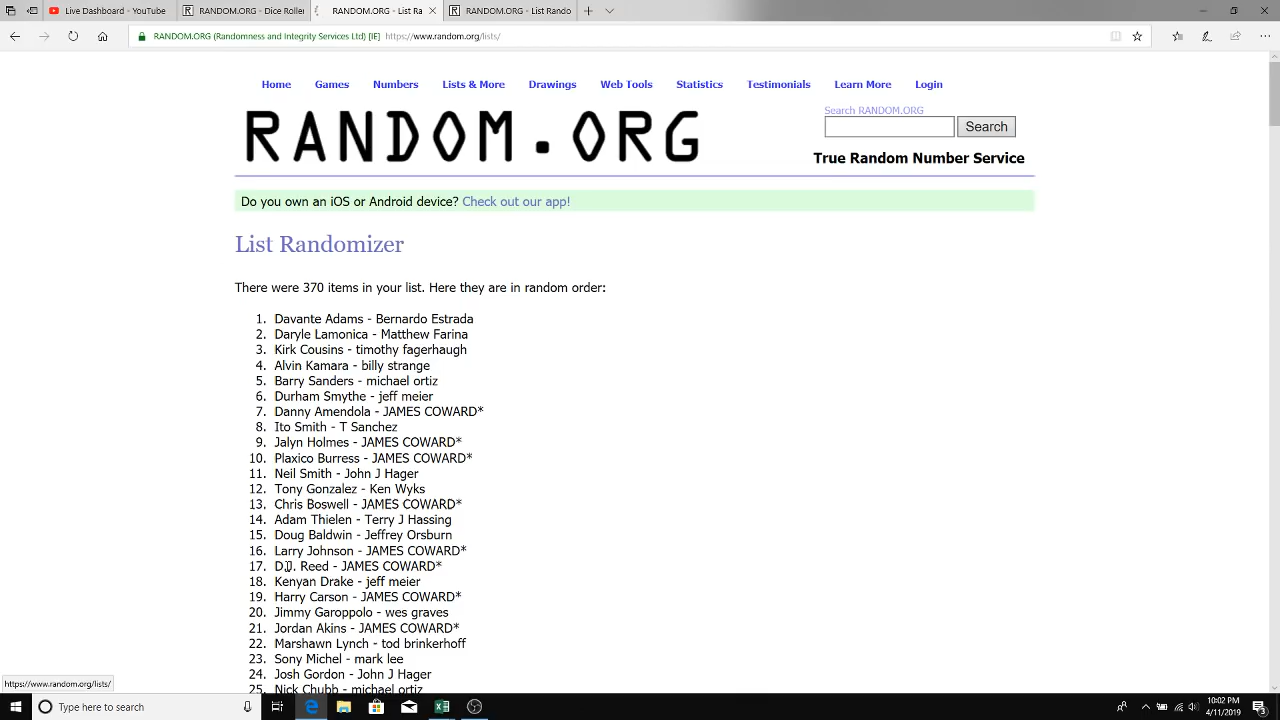 Live Dashboard - YouTube
Dice Roller
RANDOM.ORG - List Ra
RANDOM.ORG
RANDOM.ORG (Randomness and Integrity Services Ltd) [IE] https://www.random.org/lists/
Home Games Numbers Lists & More Drawings Web Tools Statistics Testimonials Learn More Login
RANDOM.ORG
Search RANDOM.ORG
Search
True Random Number Service
Do you own an iOS or Android device? Check out our app!
List Randomizer
There were 370 items in your list. Here they are in random order:
1. Davante Adams - Bernardo Estrada
2. Daryle Lamonica - Matthew Farina
3. Kirk Cousins - timothy fagerhaugh
4. Alvin Kamara - billy strange
5. Barry Sanders - michael ortiz
6. Durham Smythe - jeff meier
7. Danny Amendola - JAMES COWARD*
8. Ito Smith - T Sanchez
9. Jalyn Holmes - JAMES COWARD*
10. Plaxico Burress - JAMES COWARD*
11. Neil Smith - John J Hager
12. Tony Gonzalez - Ken Wyks
13. Chris Boswell - JAMES COWARD*
14. Adam Thielen - Terry J Hassing
15. Doug Baldwin - Jeffrey Orsburn
16. Larry Johnson - JAMES COWARD*
17. D.J. Reed - JAMES COWARD*
18. Kenyan Drake - jeff meier
19. Harry Carson - JAMES COWARD*
20. Jimmy Garoppolo - wes graves
21. Jordan Akins - JAMES COWARD*
22. Marshawn Lynch - tod brinkerhoff
23. Sony Michel - mark lee
24. Josh Gordon - John J Hager
25. Nick Chubb - michael ortiz
https://www.random.org/lists/
Type here to search
10:02 PM
4/11/2019